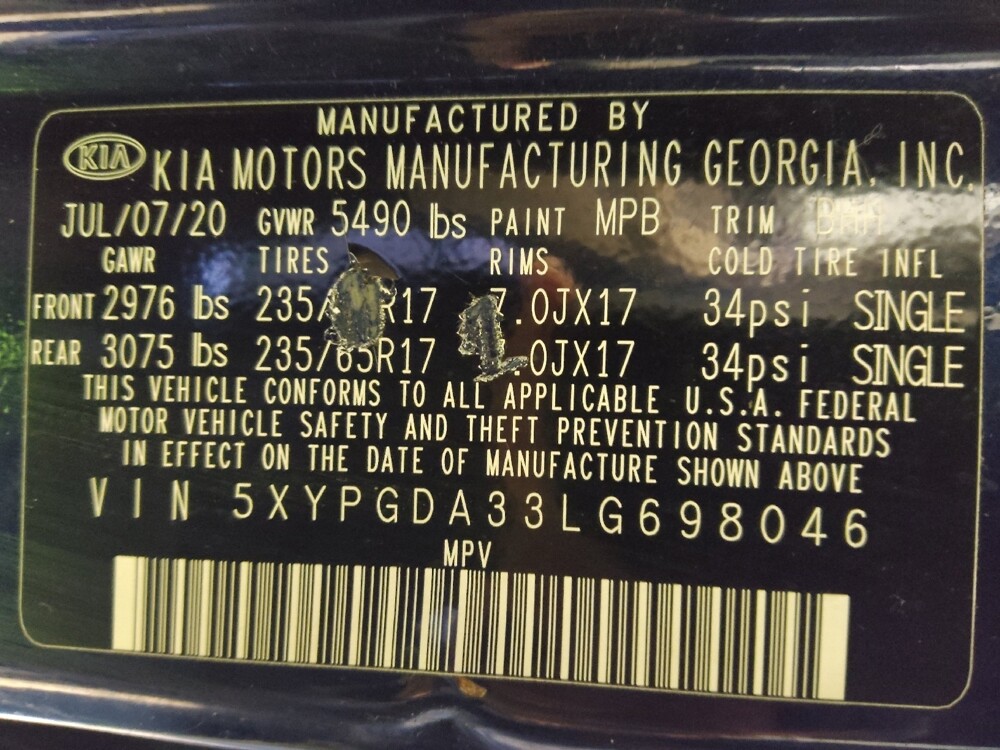 MANUFACTURED BY
KIA KIA MOTORS MANUFACTURING GEORGIA, INC.
JUL/07/20 GVWR 5490 lbs PAINT MPB TRIM
GAWR TIRES RIMS COLD TIRE INFL
FRONT 2976 lbs 7.0JX17 34psi SINGLE
REAR 3075 lbs 235/65R17 34psi SINGLE
THIS VEHICLE CONFORMS TO ALL APPLICABLE U.S.A. FEDERAL
MOTOR VEHICLE SAFETY AND THEFT PREVENTION STANDARDS
IN EFFECT ON THE DATE OF MANUFACTURE SHOWN ABOVE
VIN 5XYPGDA33LG698046
MPV